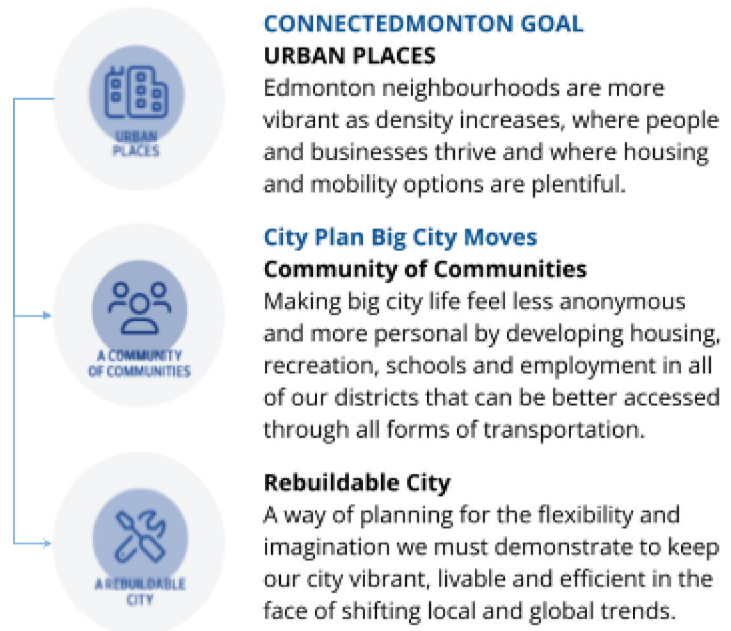 CONNECTEDMONTON GOAL
URBAN PLACES
Edmonton neighbourhoods are more
vibrant as density increases, where people
and businesses thrive and where housing
and mobility options are plentiful.
URBAN
PLACES
City Plan Big City Moves
Community of Communities
Making big city life feel less anonymous
and more personal by developing housing,
recreation, schools and employment in all
of our districts that can be better accessed
through all forms of transportation.
A COMMUNITY
OF COMMUNITIES
Rebuildable City
A way of planning for the flexibility and
imagination we must demonstrate to keep
our city vibrant, livable and efficient in the
face of shifting local and global trends.
A REBUILDABLE
CITY